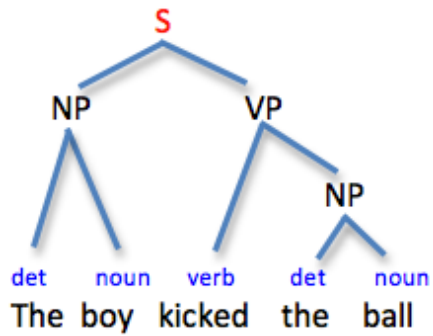 S
NP VP
NP
det noun verb det noun
The boy kicked the ball